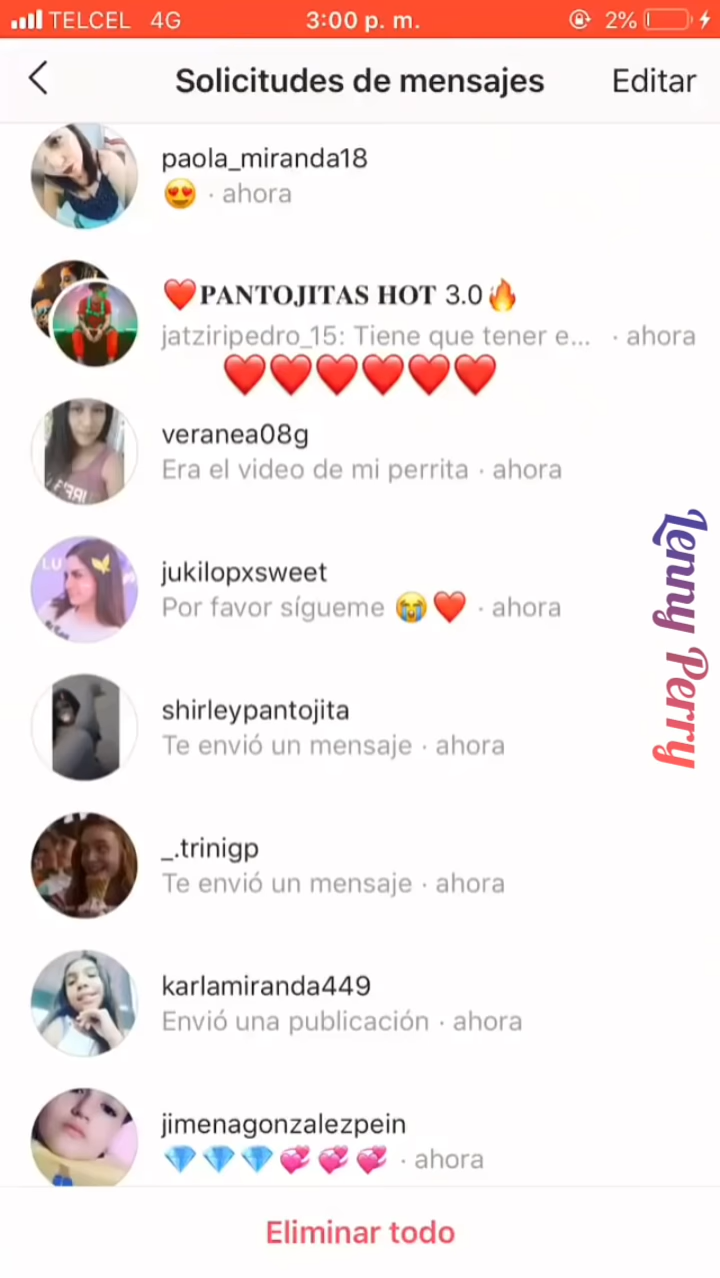 TELCEL 4G 3:00 p. m. 2%
Solicitudes de mensajes Editar
paola_miranda18
😍 · ahora
❤️PANTOJITAS HOT 3.0🔥
jatziripedro_15: Tiene que tener e... · ahora
❤️❤️❤️❤️❤️❤️
veranea08g
Era el video de mi perrita · ahora
jukilopxsweet
Por favor sígueme 😭❤️ · ahora
shirleypantojita
Te envió un mensaje · ahora
_.trinigp
Te envió un mensaje · ahora
karlamiranda449
Envió una publicación · ahora
jimenagonzalezpein
💎💎💎💞💞💞 · ahora
Eliminar todo
Lenny Perry